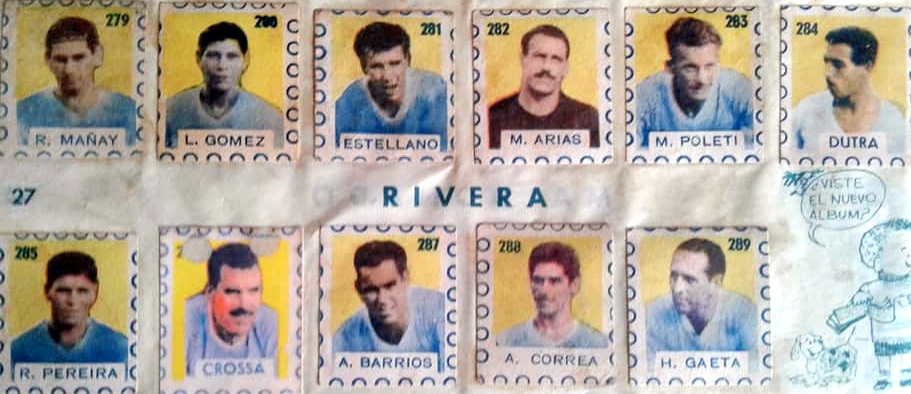 279
R. MAÑAY
280
L. GOMEZ
281
ESTELLANO
282
M. ARIAS
283
M. POLETI
284
DUTRA
27
RIVERA
¿VISTE
EL NUEVO
ALBUM?
285
R. PEREIRA
CROSSA
287
A. BARRIOS
288
A. CORREA
289
H. GAETA